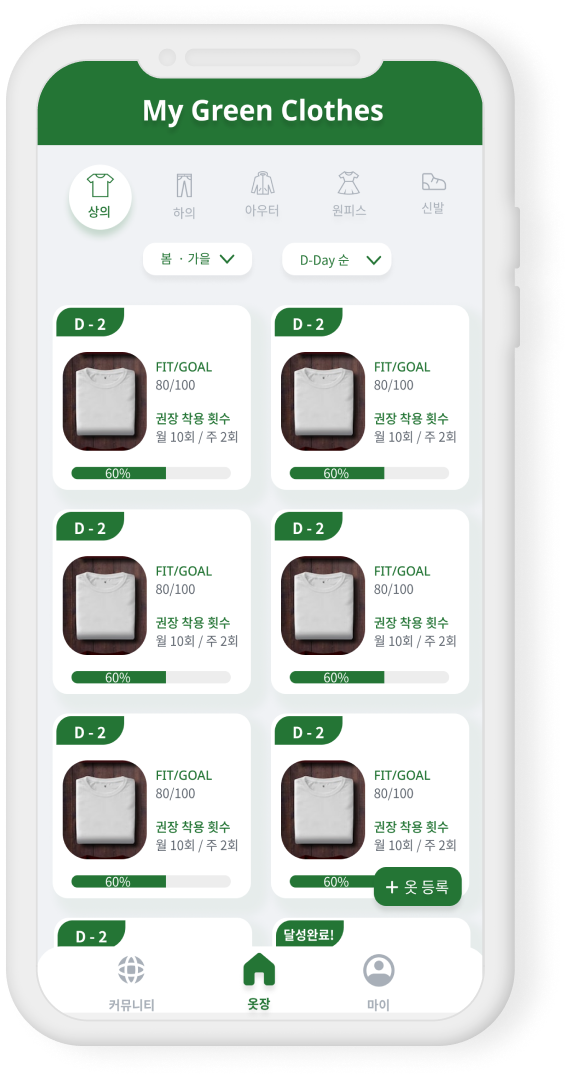 My Green Clothes
상의
하의
아우터
원피스
신발
봄 · 가을
D-Day 순
D - 2
FIT/GOAL
80/100
권장 착용 횟수
월 10회 / 주 2회
60%
D - 2
FIT/GOAL
80/100
권장 착용 횟수
월 10회 / 주 2회
60%
D - 2
FIT/GOAL
80/100
권장 착용 횟수
월 10회 / 주 2회
60%
D - 2
FIT/GOAL
80/100
권장 착용 횟수
월 10회 / 주 2회
60%
D - 2
FIT/GOAL
80/100
권장 착용 횟수
월 10회 / 주 2회
60%
D - 2
FIT/GOAL
80/100
권장 착용 횟수
월 10회 / 주 2회
60%
+ 옷 등록
D - 2
달성완료!
커뮤니티
옷장
마이